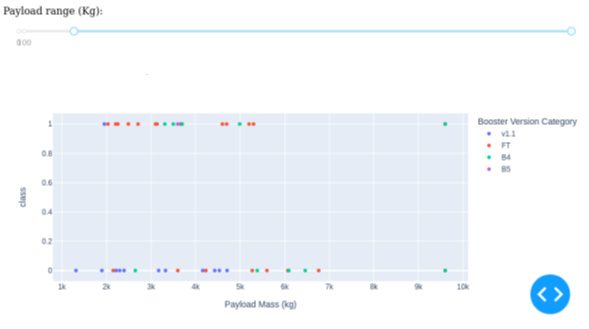 Payload range (Kg):
Booster Version Category
v1.1
FT
B4
B5
class
1
0.8
0.6
0.4
0.2
0
1k 2k 3k 4k 5k 6k 7k 8k 9k 10k
Payload Mass (kg)